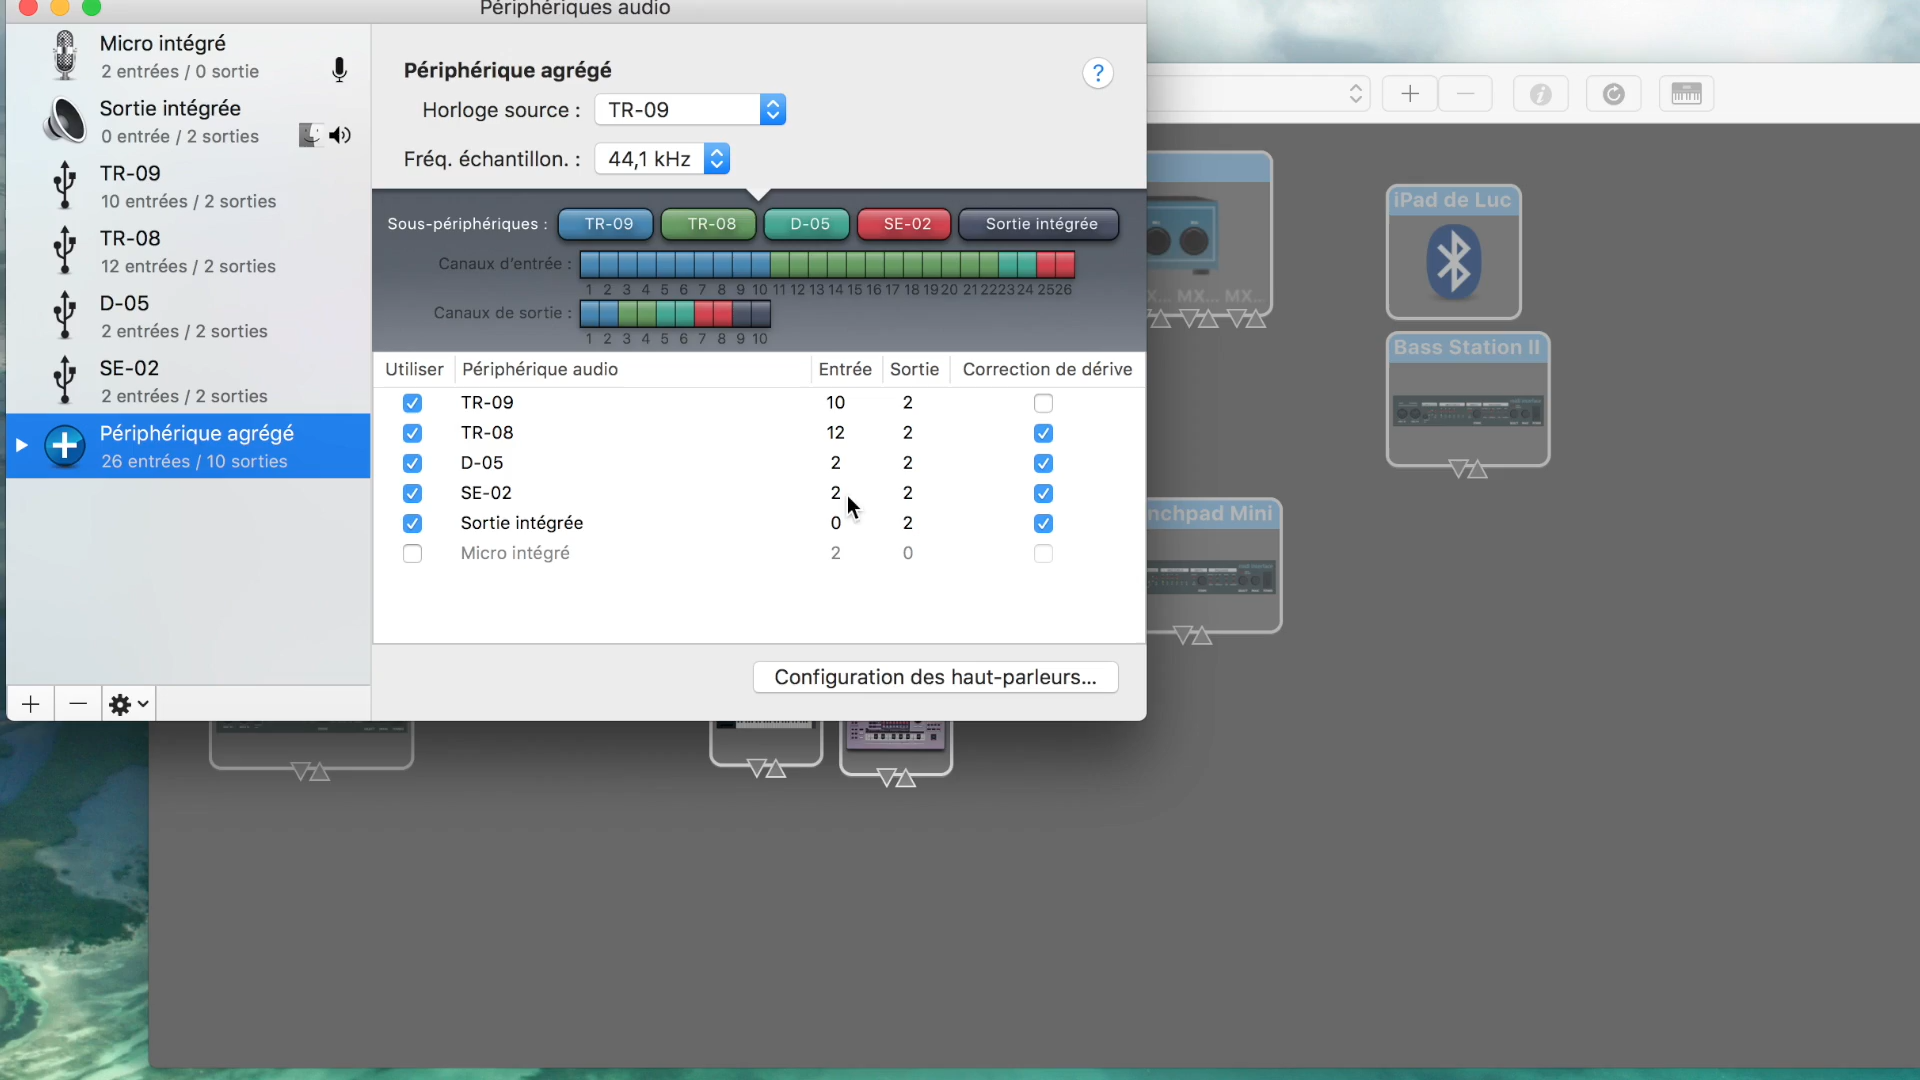 Périphériques audio
Micro intégré
2 entrées / 0 sortie
Sortie intégrée
0 entrée / 2 sorties
TR-09
10 entrées / 2 sorties
TR-08
12 entrées / 2 sorties
D-05
2 entrées / 2 sorties
SE-02
2 entrées / 2 sorties
Périphérique agrégé
26 entrées / 10 sorties
Périphérique agrégé
?
Horloge source : TR-09
Fréq. échantillon. : 44,1 kHz
Sous-périphériques : TR-09 TR-08 D-05 SE-02 Sortie intégrée
Canaux d'entrée :
1 2 3 4 5 6 7 8 9 10 11 12 13 14 15 16 17 18 19 20 21 22 23 24 25 26
Canaux de sortie :
1 2 3 4 5 6 7 8 9 10
Utiliser Périphérique audio Entrée Sortie Correction de dérive
TR-09 10 2
TR-08 12 2
D-05 2 2
SE-02 2 2
Sortie intégrée 0 2
Micro intégré 2 0
Configuration des haut-parleurs...
MX... MX...
iPad de Luc
Bass Station II
nchpad Mini